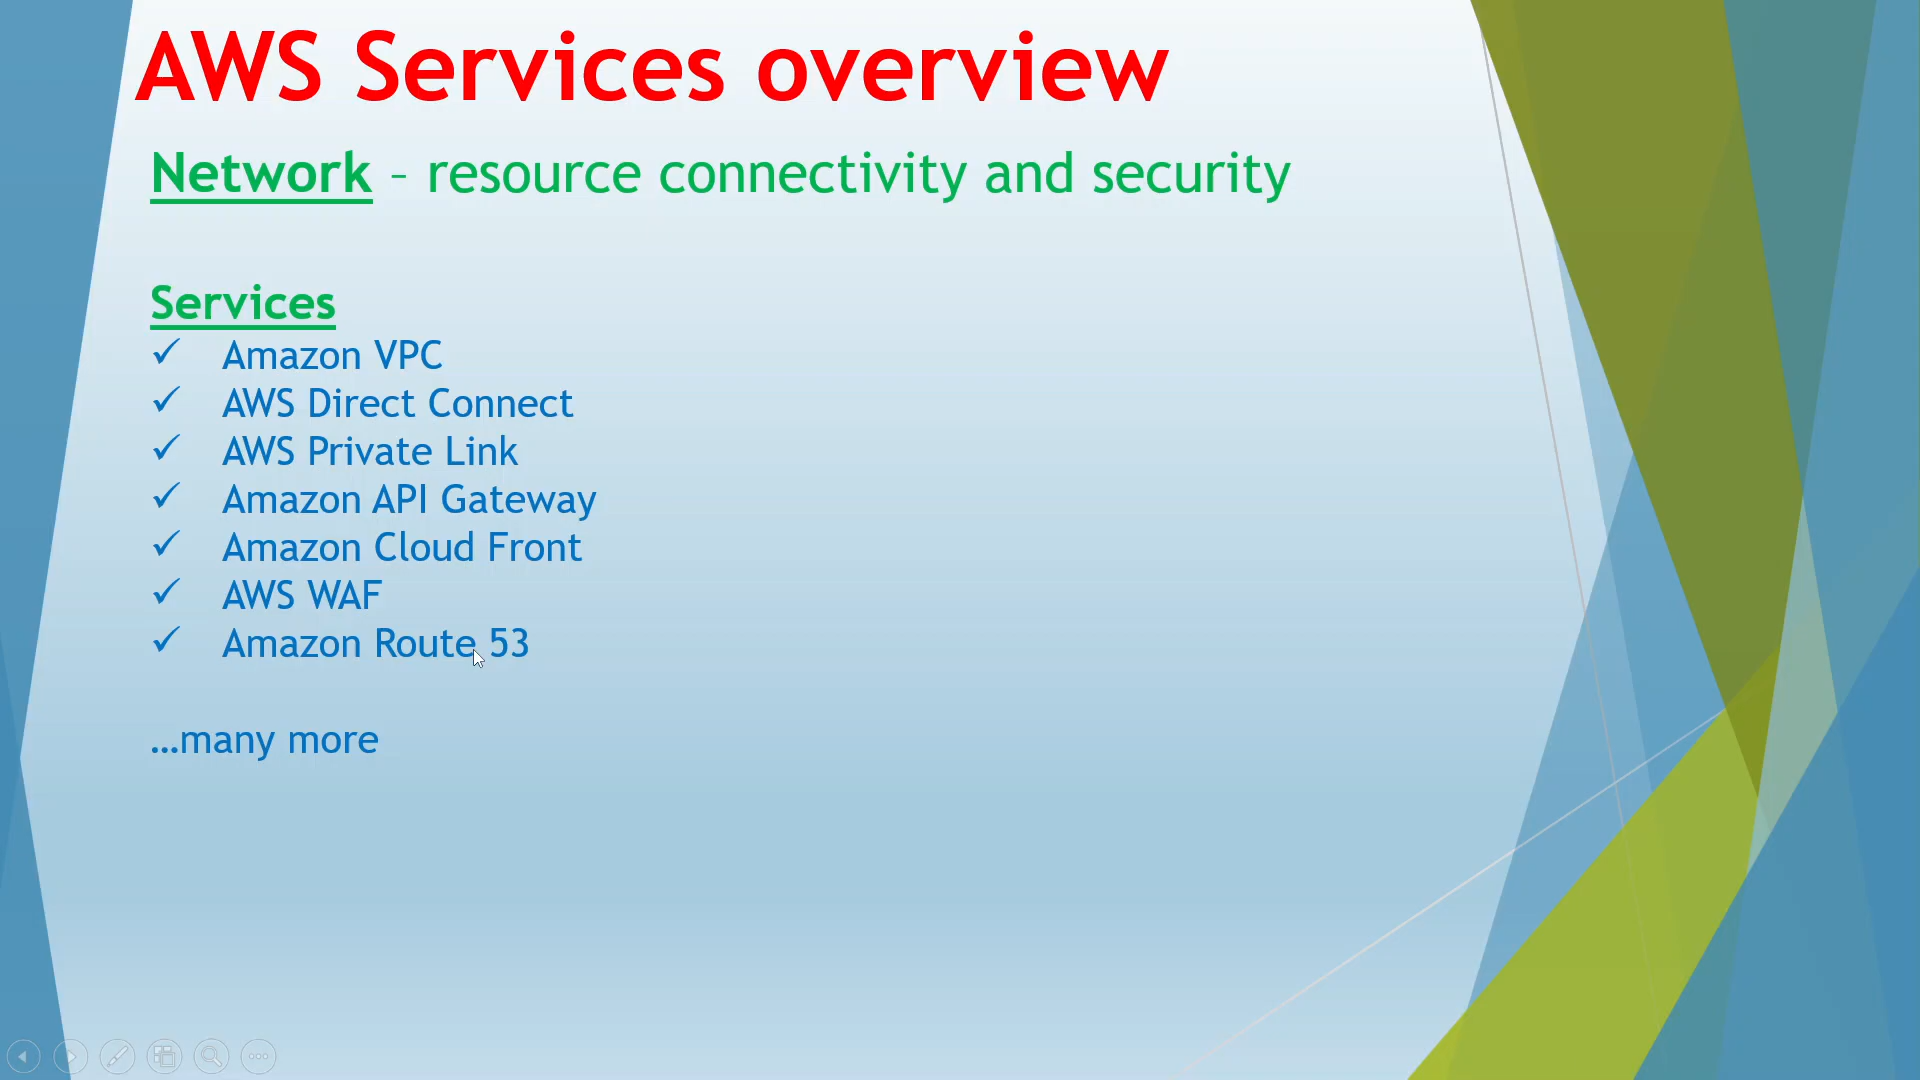 AWS Services overview
Network – resource connectivity and security
Services
✓ Amazon VPC
✓ AWS Direct Connect
✓ AWS Private Link
✓ Amazon API Gateway
✓ Amazon Cloud Front
✓ AWS WAF
✓ Amazon Route 53
…many more